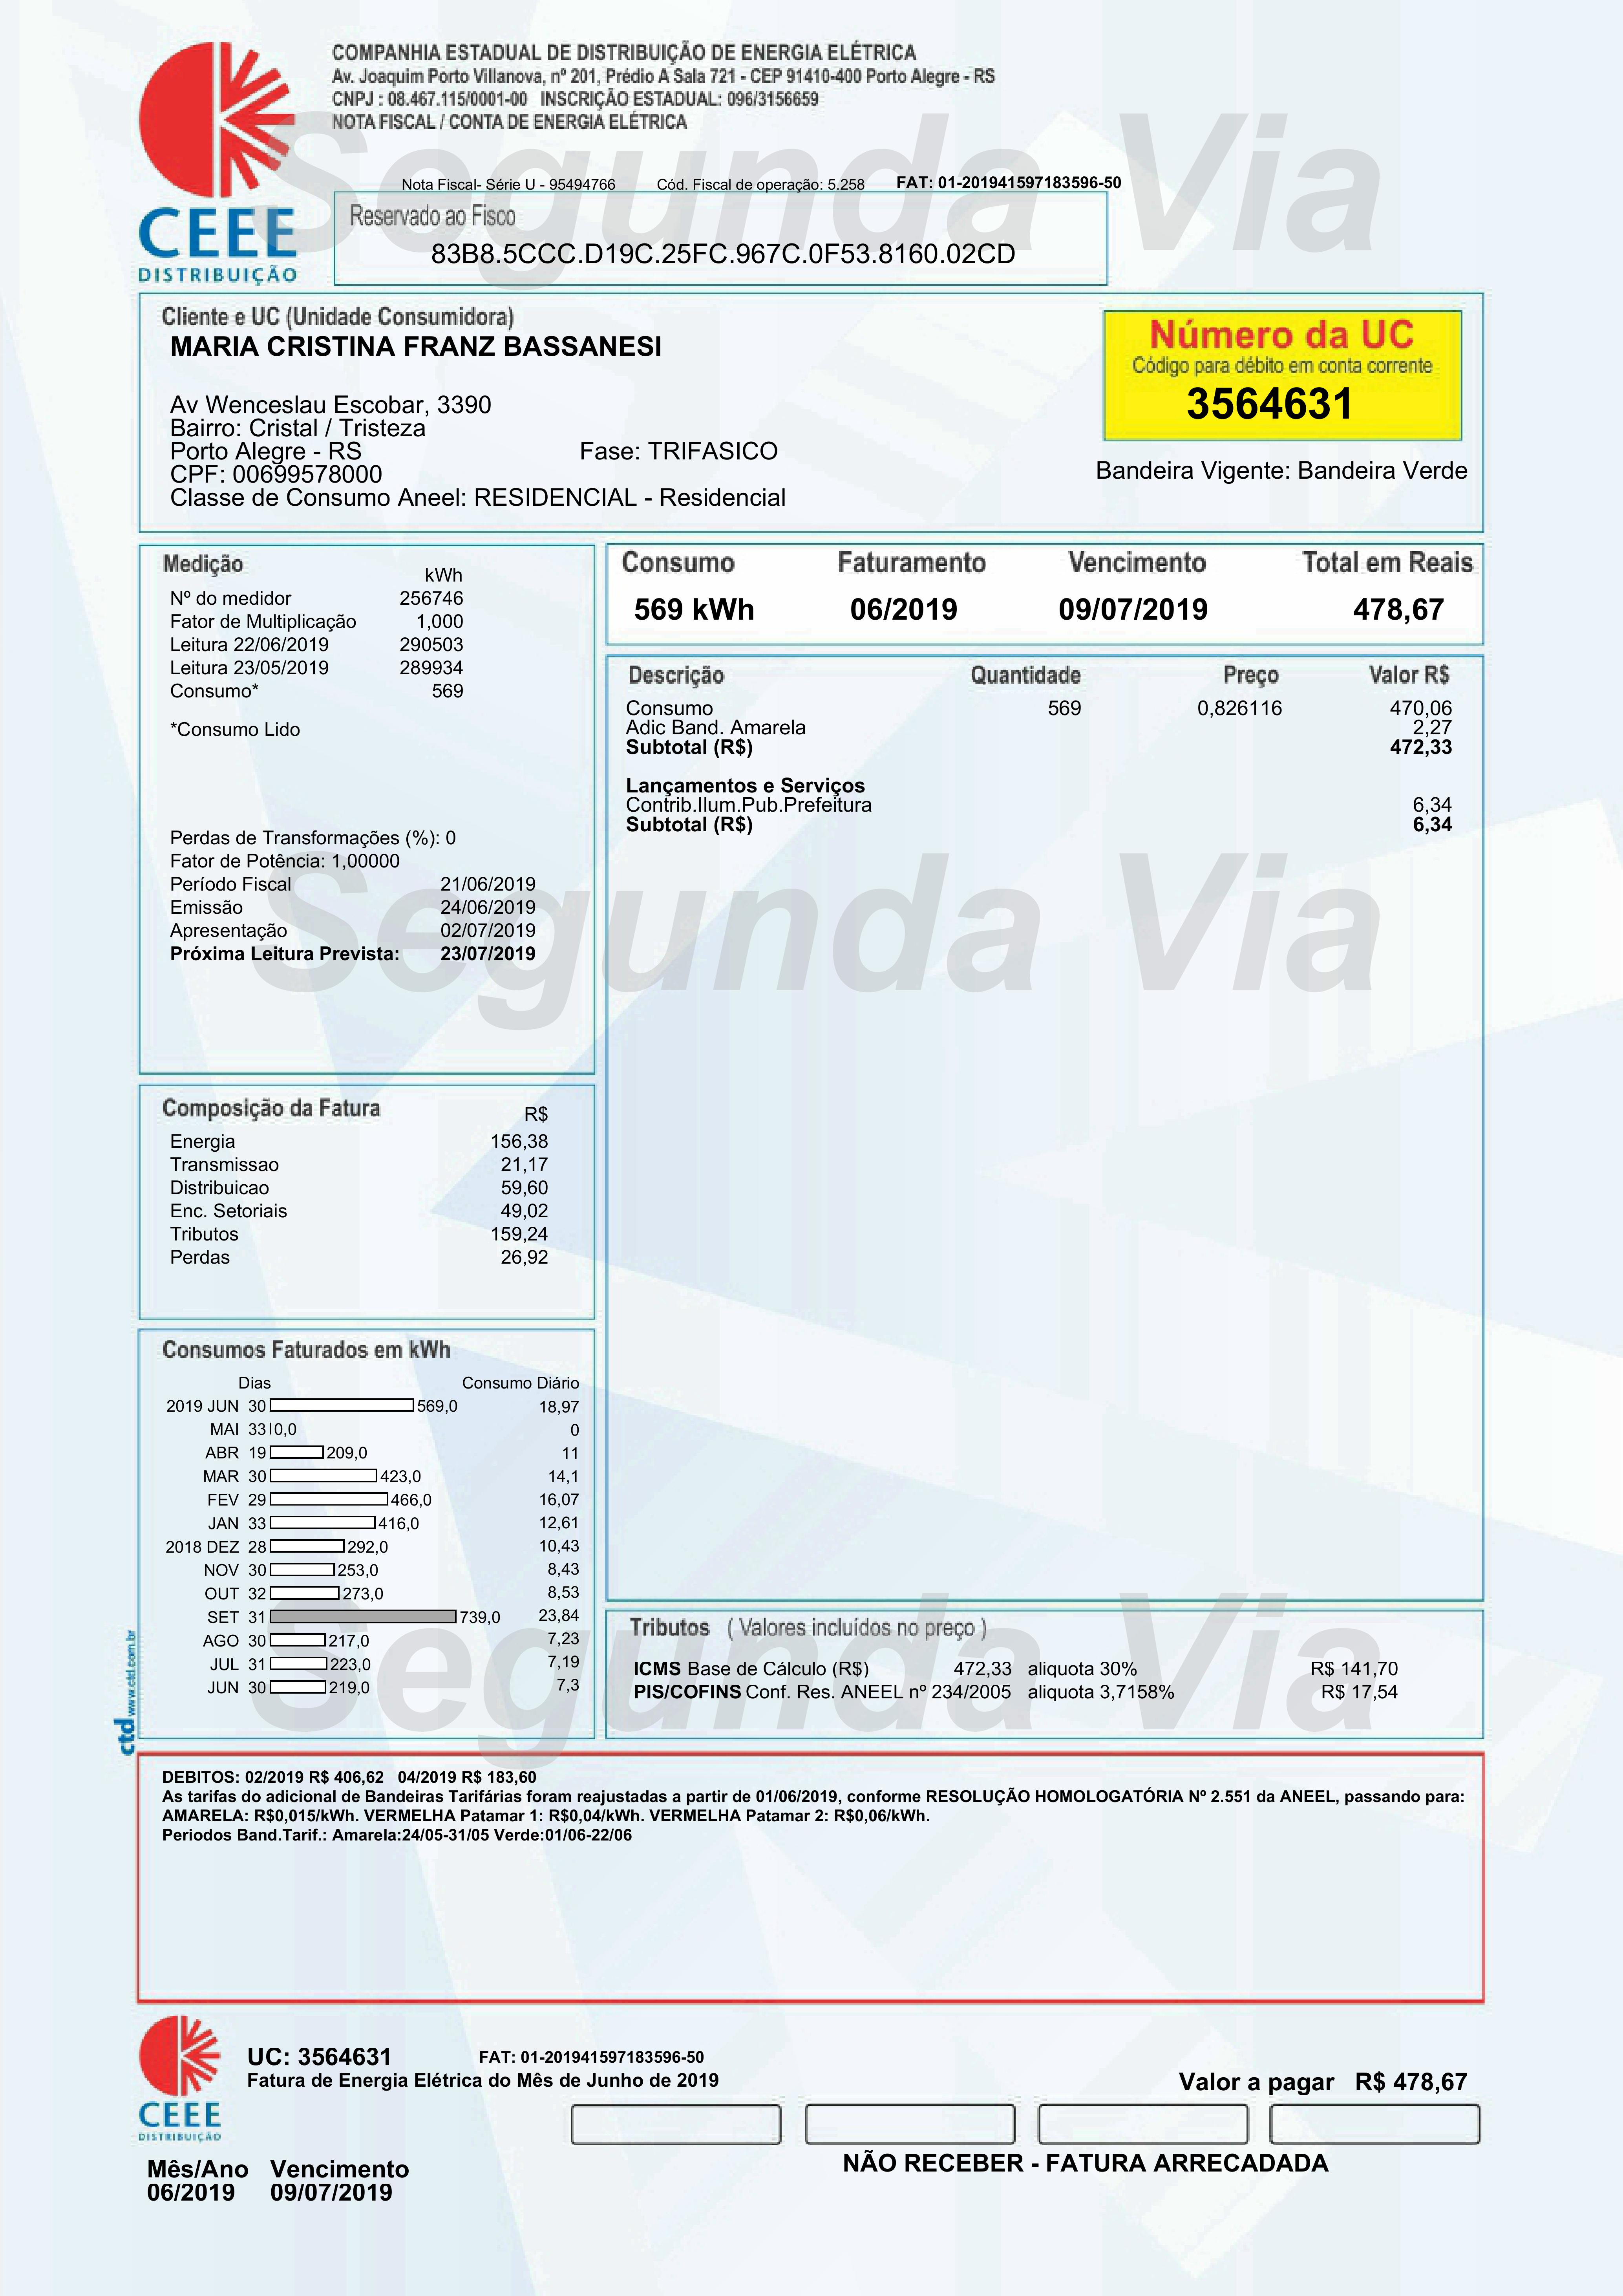 COMPANHIA ESTADUAL DE DISTRIBUIÇÃO DE ENERGIA ELÉTRICA
Av. Joaquim Porto Villanova, nº 201, Prédio A Sala 721 - CEP 91410-400 Porto Alegre - RS
CNPJ : 08.467.115/0001-00 INSCRIÇÃO ESTADUAL: 096/3156659
NOTA FISCAL / CONTA DE ENERGIA ELÉTRICA
Segunda Via
Nota Fiscal- Série U - 95494766 Cód. Fiscal de operação: 5.258 FAT: 01-201941597183596-50
CEEE
DISTRIBUIÇÃO
Reservado ao Fisco
83B8.5CCC.D19C.25FC.967C.0F53.8160.02CD
Cliente e UC (Unidade Consumidora)
MARIA CRISTINA FRANZ BASSANESI
Av Wenceslau Escobar, 3390
Bairro: Cristal / Tristeza
Porto Alegre - RS Fase: TRIFASICO
CPF: 00699578000
Classe de Consumo Aneel: RESIDENCIAL - Residencial
Número da UC
Código para débito em conta corrente
3564631
Bandeira Vigente: Bandeira Verde
Medição
kWh
Nº do medidor 256746
Fator de Multiplicação 1,000
Leitura 22/06/2019 290503
Leitura 23/05/2019 289934
Consumo* 569
*Consumo Lido
Perdas de Transformações (%): 0
Fator de Potência: 1,00000
Período Fiscal 21/06/2019
Emissão 24/06/2019
Apresentação 02/07/2019
Próxima Leitura Prevista: 23/07/2019
Consumo Faturamento Vencimento Total em Reais
569 kWh 06/2019 09/07/2019 478,67
Descrição Quantidade Preço Valor R$
Consumo 569 0,826116 470,06
Adic Band. Amarela 2,27
Subtotal (R$) 472,33
Lançamentos e Serviços
Contrib.Ilum.Pub.Prefeitura 6,34
Subtotal (R$) 6,34
Segunda Via
Composição da Fatura R$
Energia 156,38
Transmissao 21,17
Distribuicao 59,60
Enc. Setoriais 49,02
Tributos 159,24
Perdas 26,92
Consumos Faturados em kWh
Dias Consumo Diário
2019 JUN 30 569,0 18,97
MAI 33 0,0 0
ABR 19 209,0 11
MAR 30 423,0 14,1
FEV 29 466,0 16,07
JAN 33 416,0 12,61
2018 DEZ 28 292,0 10,43
NOV 30 253,0 8,43
OUT 32 273,0 8,53
SET 31 739,0 23,84
AGO 30 217,0 7,23
JUL 31 223,0 7,19
JUN 30 219,0 7,3
ctd www.ctd.com.br
Segunda Via
Tributos ( Valores incluídos no preço )
ICMS Base de Cálculo (R$) 472,33 aliquota 30% R$ 141,70
PIS/COFINS Conf. Res. ANEEL nº 234/2005 aliquota 3,7158% R$ 17,54
DEBITOS: 02/2019 R$ 406,62 04/2019 R$ 183,60
As tarifas do adicional de Bandeiras Tarifárias foram reajustadas a partir de 01/06/2019, conforme RESOLUÇÃO HOMOLOGATÓRIA Nº 2.551 da ANEEL, passando para:
AMARELA: R$0,015/kWh. VERMELHA Patamar 1: R$0,04/kWh. VERMELHA Patamar 2: R$0,06/kWh.
Periodos Band.Tarif.: Amarela:24/05-31/05 Verde:01/06-22/06
CEEE
DISTRIBUIÇÃO
UC: 3564631 FAT: 01-201941597183596-50
Fatura de Energia Elétrica do Mês de Junho de 2019
Valor a pagar R$ 478,67
NÃO RECEBER - FATURA ARRECADADA
Mês/Ano Vencimento
06/2019 09/07/2019